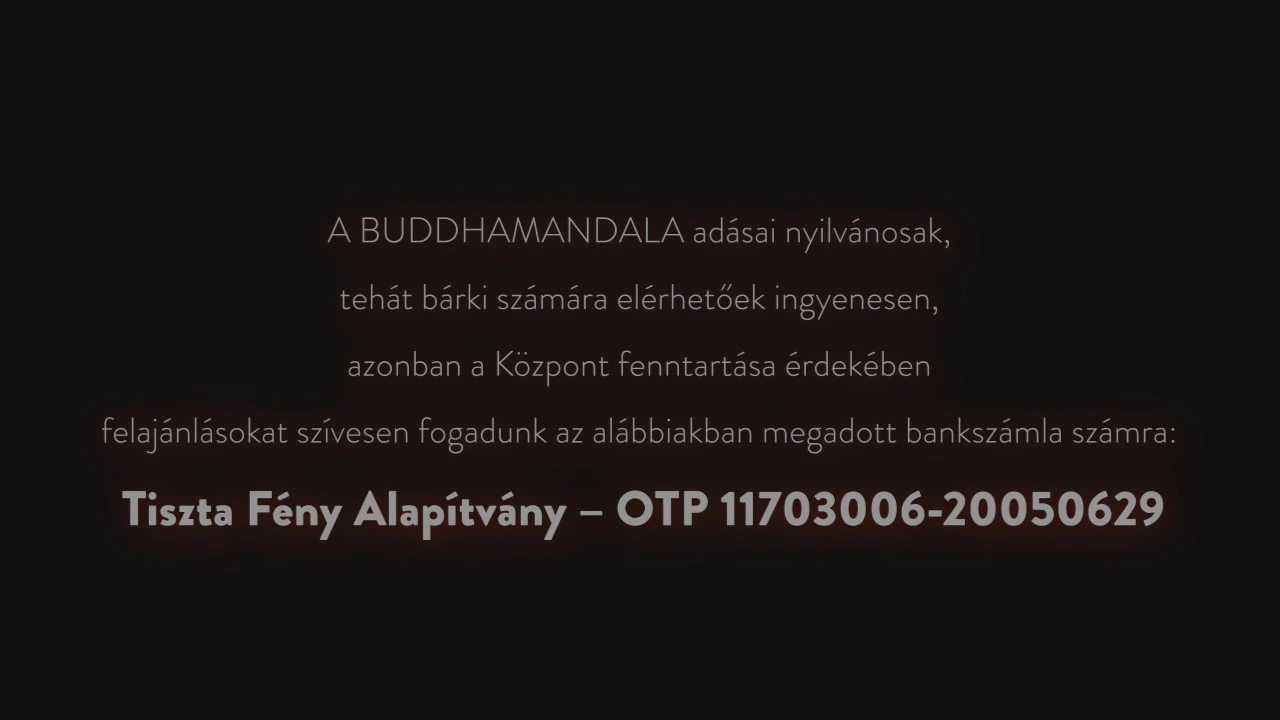 A BUDDHAMANDALA adásai nyilvánosak,
tehát bárki számára elérhetőek ingyenesen,
azonban a Központ fenntartása érdekében
felajánlásokat szívesen fogadunk az alábbiakban megadott bankszámla számra:
Tiszta Fény Alapítvány – OTP 11703006-20050629